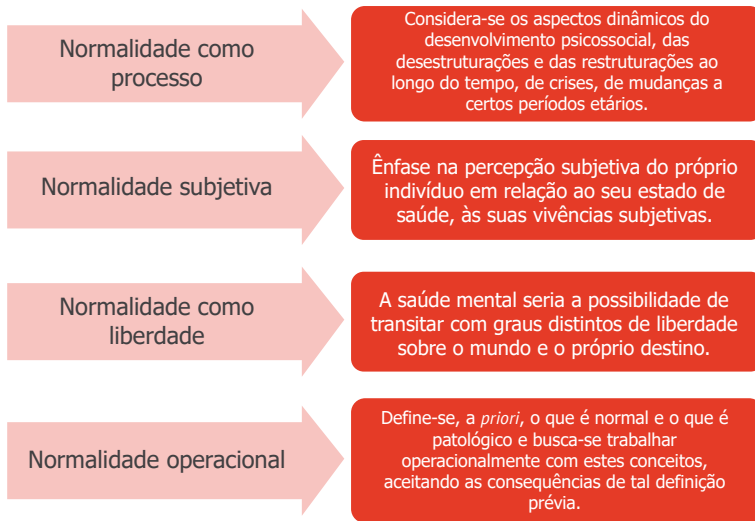 Normalidade como
processo
Considera-se os aspectos dinâmicos do
desenvolvimento psicossocial, das
desestruturações e das restruturações ao
longo do tempo, de crises, de mudanças a
certos períodos etários.
Normalidade subjetiva
Ênfase na percepção subjetiva do próprio
indivíduo em relação ao seu estado de
saúde, às suas vivências subjetivas.
Normalidade como
liberdade
A saúde mental seria a possibilidade de
transitar com graus distintos de liberdade
sobre o mundo e o próprio destino.
Normalidade operacional
Define-se, a priori, o que é normal e o que é
patológico e busca-se trabalhar
operacionalmente com estes conceitos,
aceitando as consequências de tal definição
prévia.